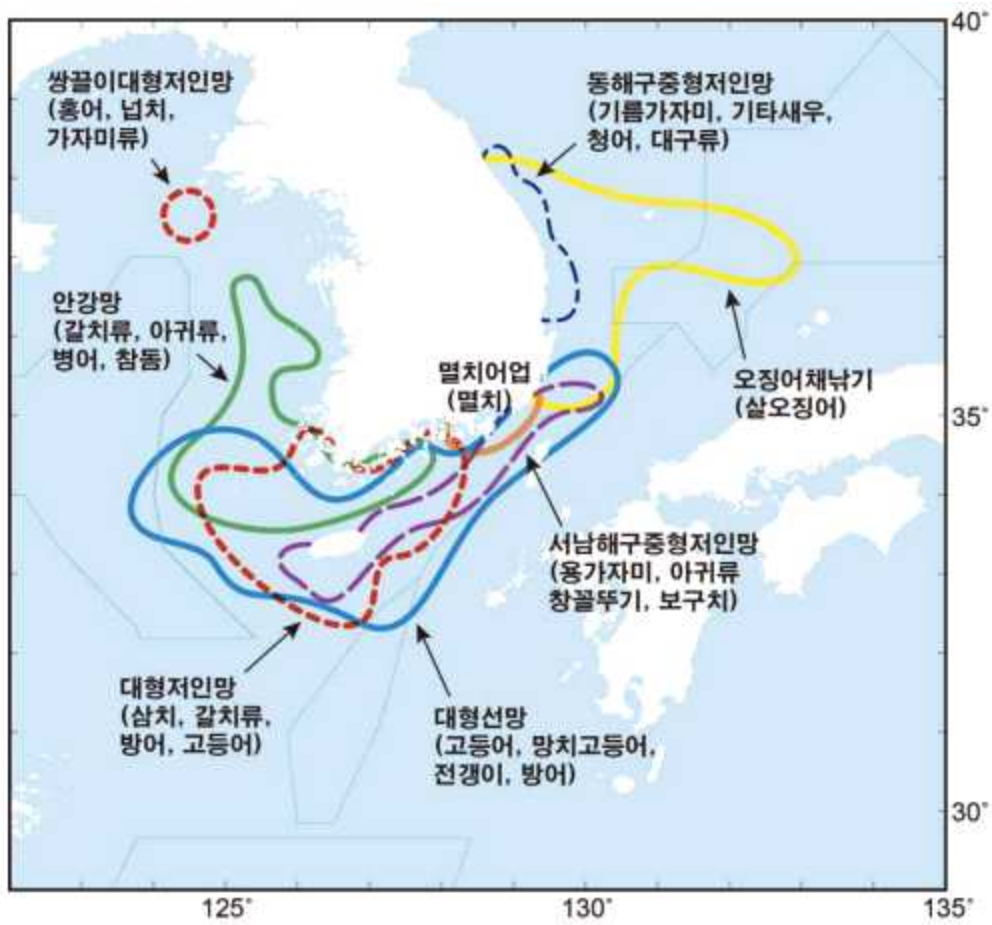 쌍끌이대형저인망
(홍어, 넙치,
가자미류)
동해구중형저인망
(기름가자미, 기타새우,
청어, 대구류)
40°
안강망
(갈치류, 아귀류,
병어, 참돔)
멸치어업
(멸치)
오징어채낚기
(살오징어)
35°
서남해구중형저인망
(용가자미, 아귀류
창꼴뚜기, 보구치)
대형저인망
(삼치, 갈치류,
방어, 고등어)
대형선망
(고등어, 망치고등어,
전갱이, 방어)
30°
125°
130°
135°